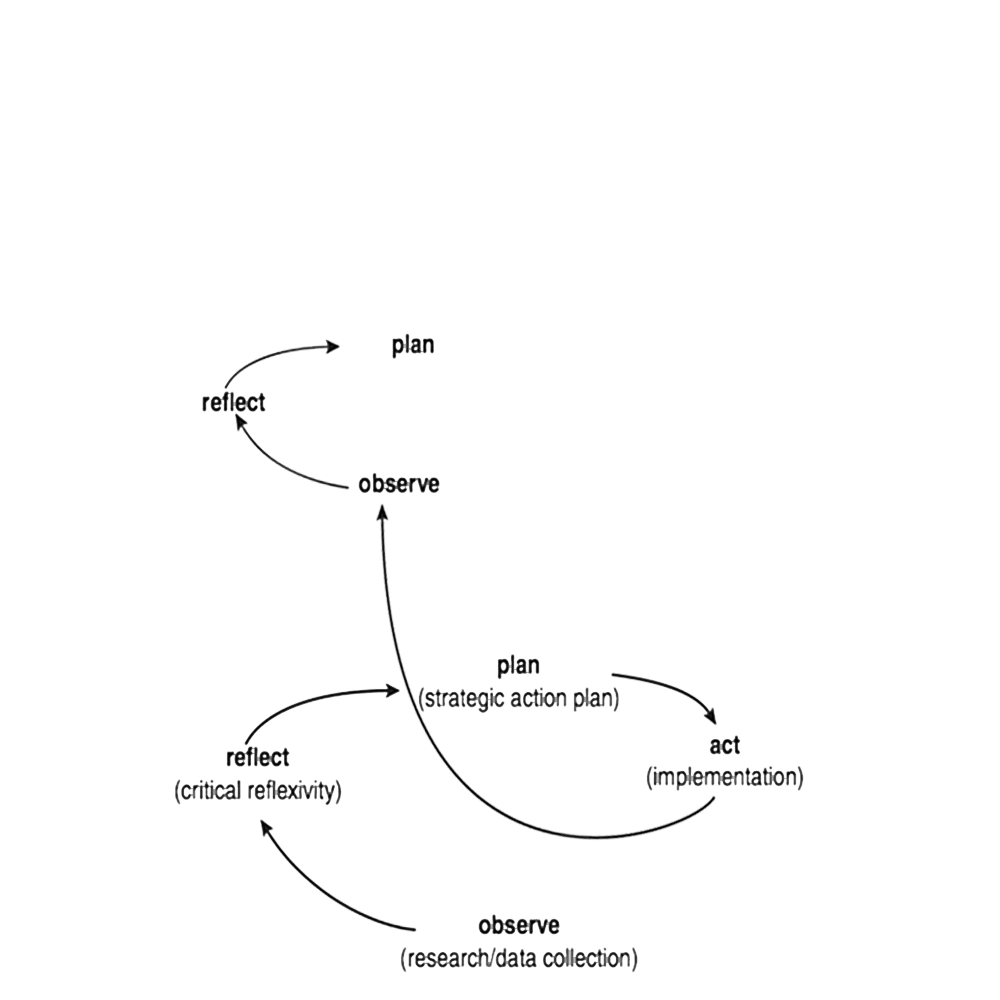 plan
reflect
observe
plan
(strategic action plan)
act
(implementation)
reflect
(critical reflexivity)
observe
(research/data collection)